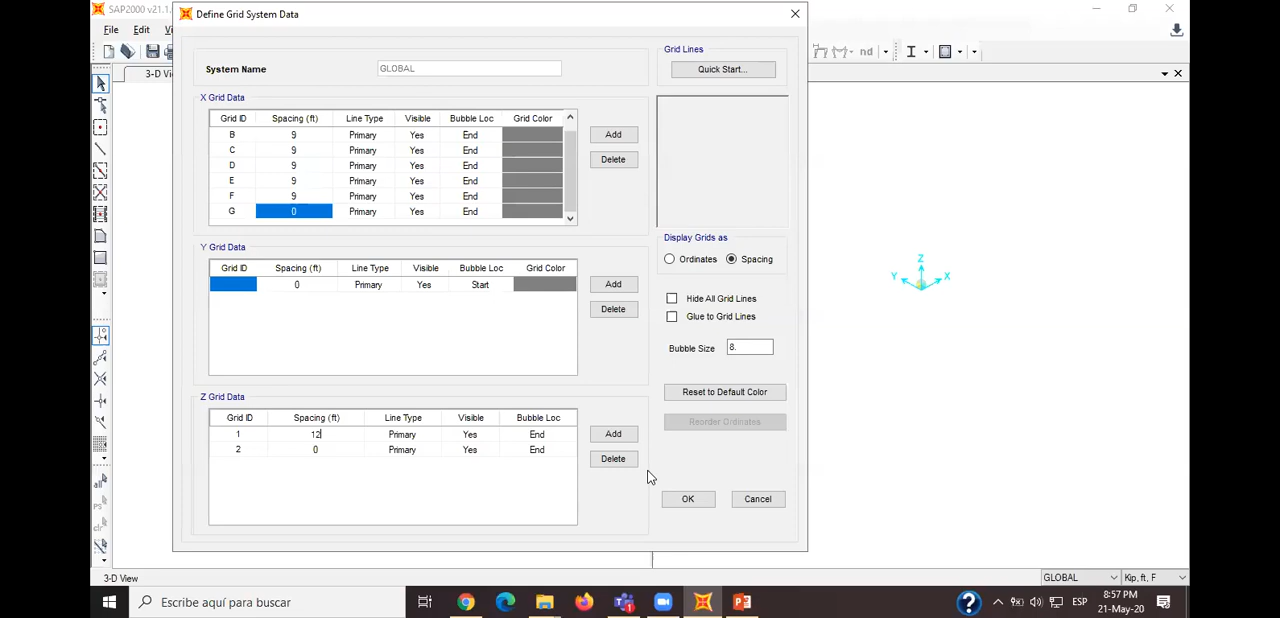 SAP2000 v21.1.
Define Grid System Data
File Edit Vi
nd
3-D Vi
System Name GLOBAL
Grid Lines
Quick Start...
X Grid Data
Grid ID Spacing (ft) Line Type Visible Bubble Loc Grid Color
B 9 Primary Yes End
C 9 Primary Yes End
D 9 Primary Yes End
E 9 Primary Yes End
F 9 Primary Yes End
G 0 Primary Yes End
Add
Delete
Y Grid Data
Grid ID Spacing (ft) Line Type Visible Bubble Loc Grid Color
0 Primary Yes Start
Add
Delete
Display Grids as
Ordinates Spacing
Hide All Grid Lines
Glue to Grid Lines
Bubble Size 8.
Reset to Default Color
Reorder Ordinates
Z Grid Data
Grid ID Spacing (ft) Line Type Visible Bubble Loc
1 12 Primary Yes End
2 0 Primary Yes End
Add
Delete
OK Cancel
Z
Y X
all
ps
clr
3-D View
GLOBAL Kip, ft, F
Escribe aquí para buscar
ESP
8:57 PM
21-May-20